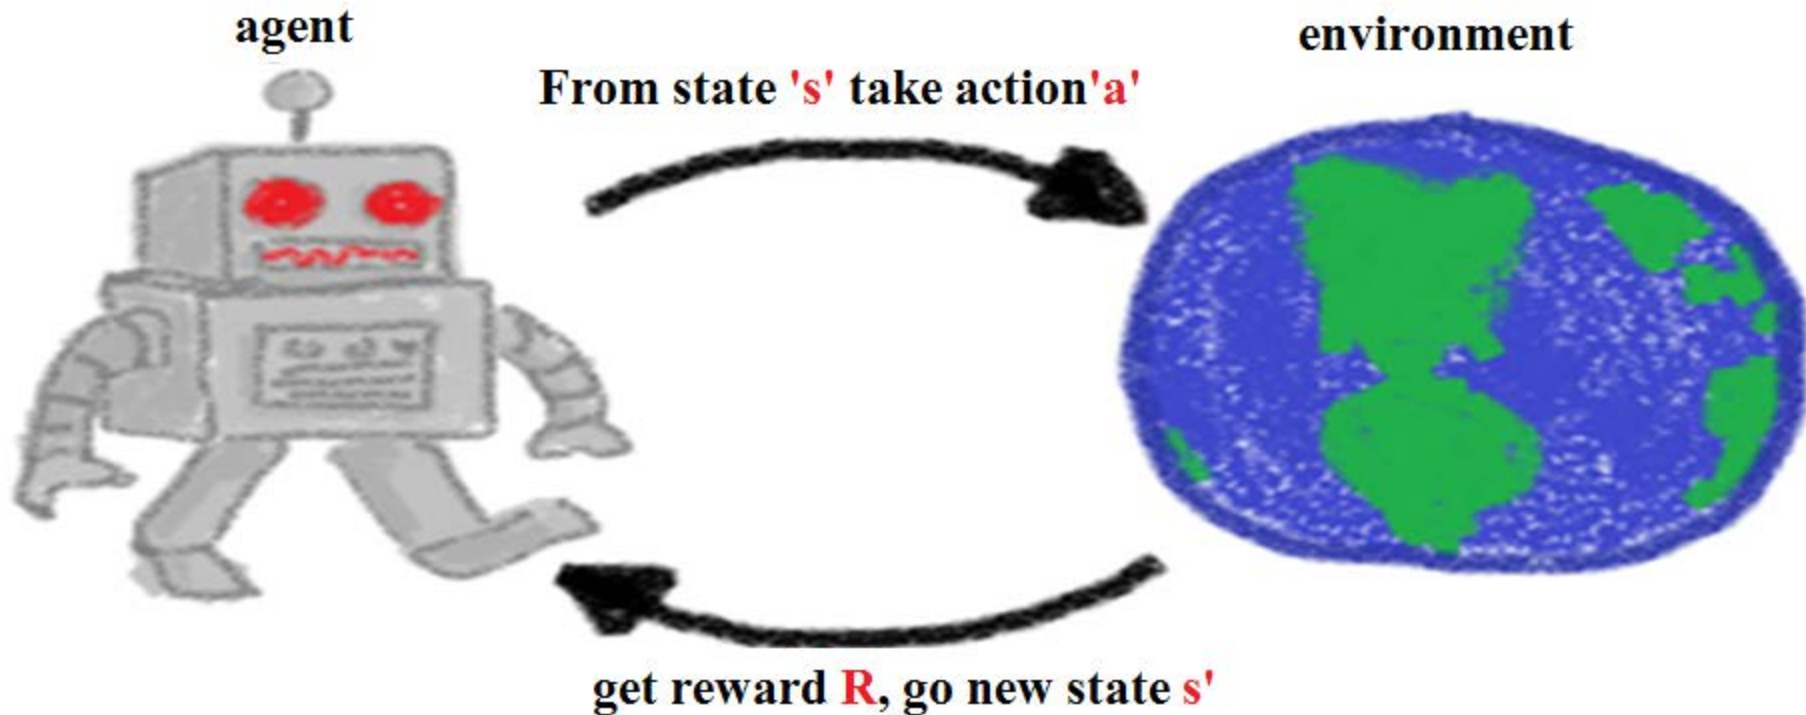 agent
environment
From state 's' take action'a'
get reward R, go new state s'